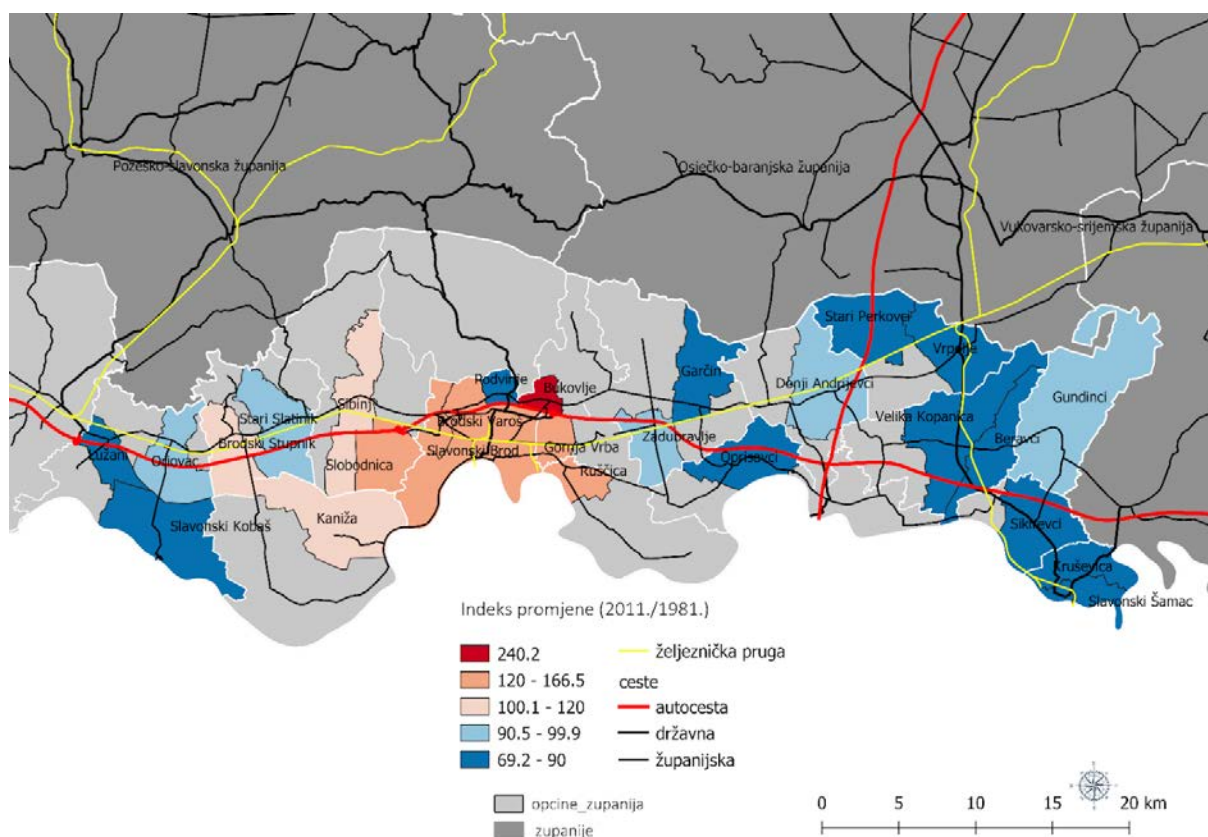 Požeško-slavonska županija
Osječko-baranjska županija
Vukovarsko-srijemska županija
Stari Perkovci
Vrpolje
Garčin
Podvinje
Bukovlje
Donji Andrijevci
Gundinci
Sibinj
Stari Slatinik
Brodski Varoš
Velika Kopanica
Beravci
Lužani
Oriovac
Brodski Stupnik
Slavonski Brod
Gornja Vrba
Zadubravlje
Oprisavci
Slobodnica
Ruščica
Kaniža
Slavonski Kobaš
Sikirevci
Kruševica
Slavonski Šamac
Indeks promjene (2011./1981.)
240.2
120 - 166.5
100.1 - 120
90.5 - 99.9
69.2 - 90
željeznička pruga
ceste
autocesta
državna
županijska
opcine_zupanija
zupanije
0 5 10 15 20 km